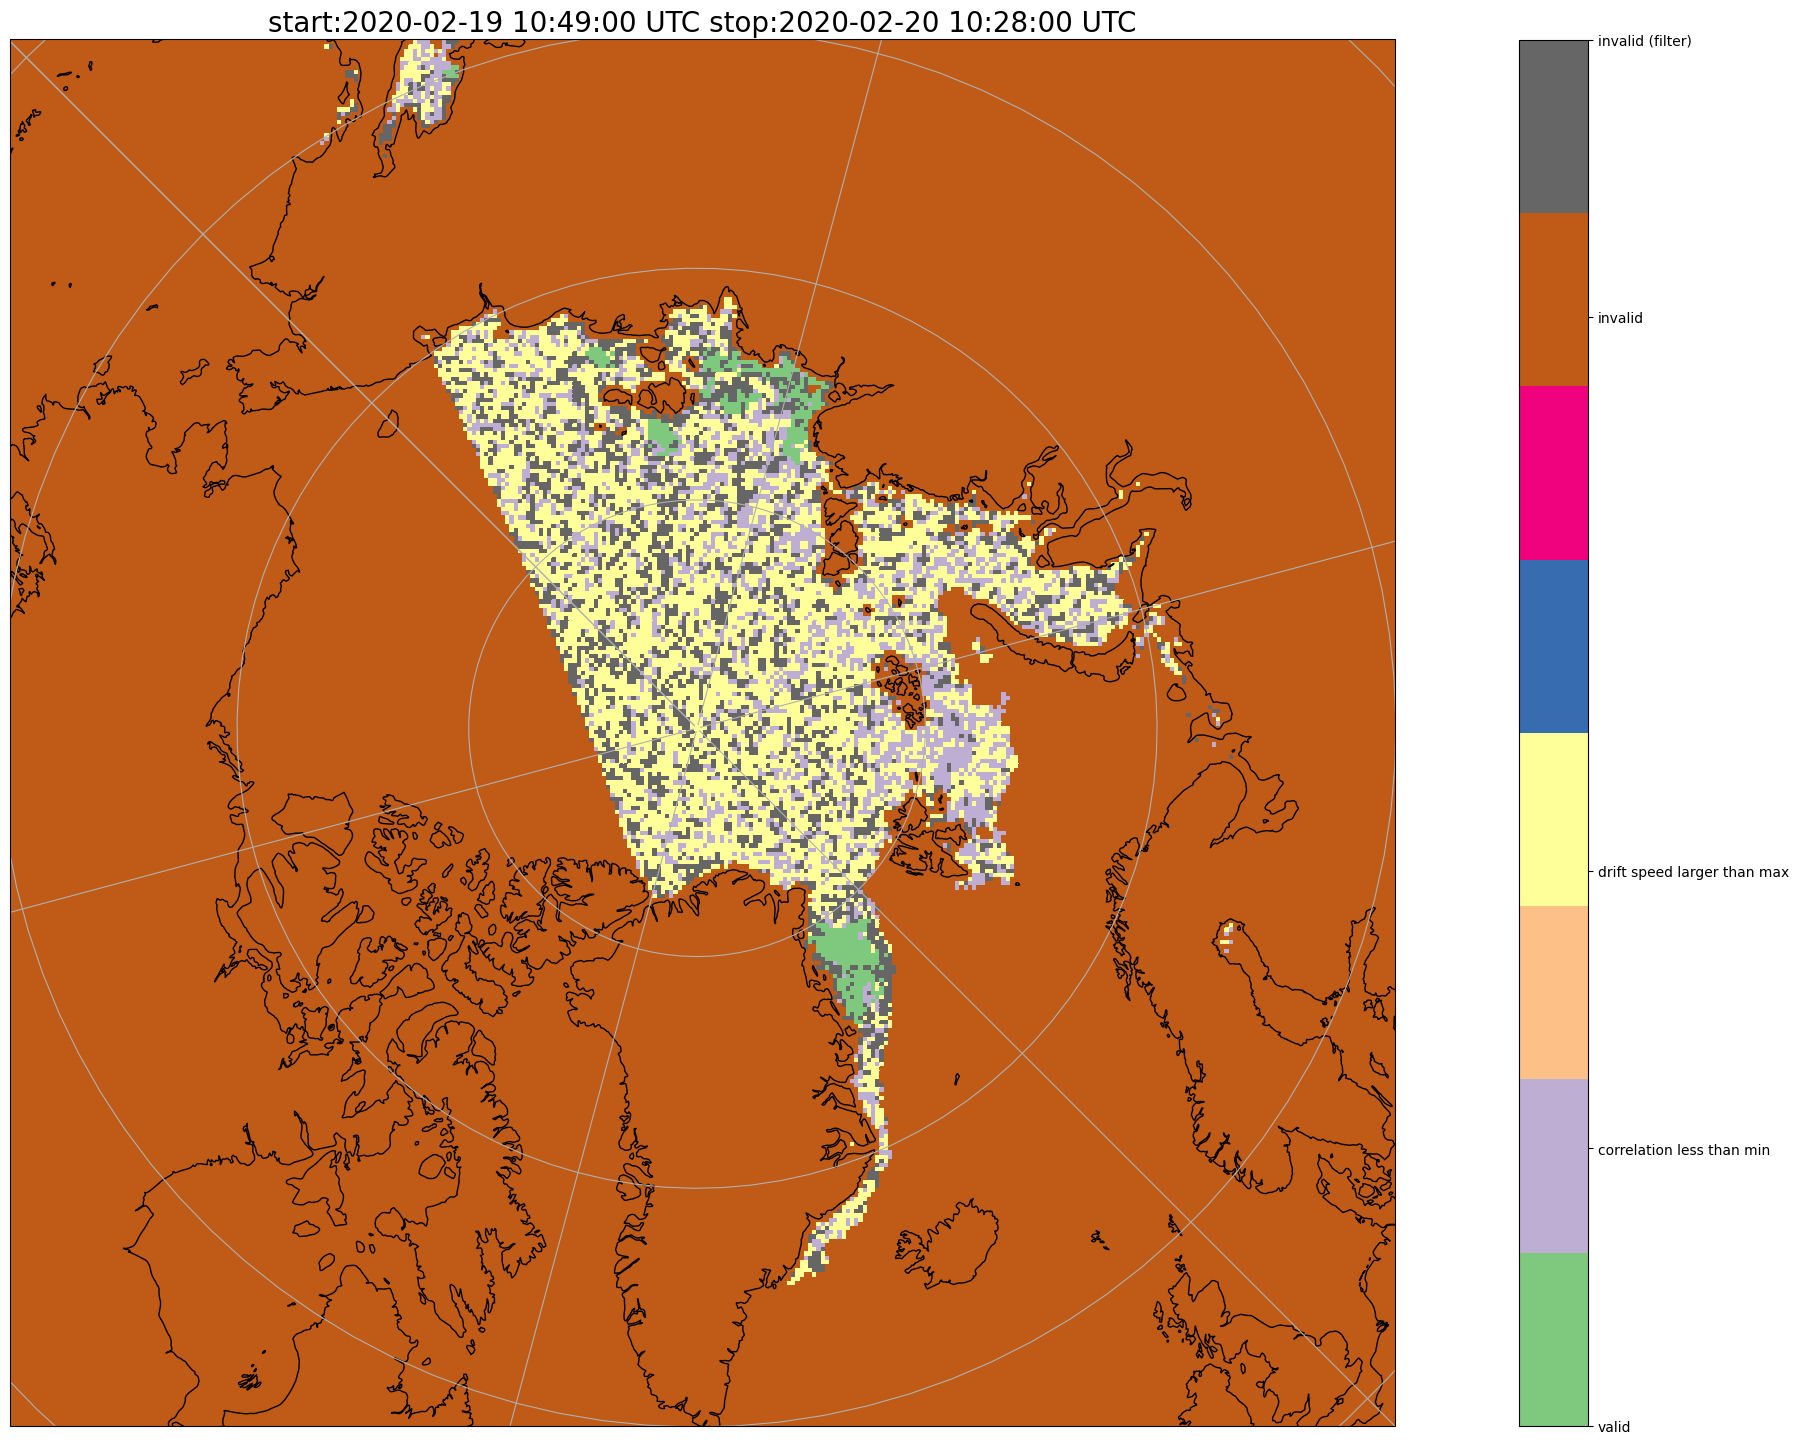 start:2020-02-19 10:49:00 UTC stop:2020-02-20 10:28:00 UTC
invalid (filter)
invalid
drift speed larger than max
correlation less than min
valid